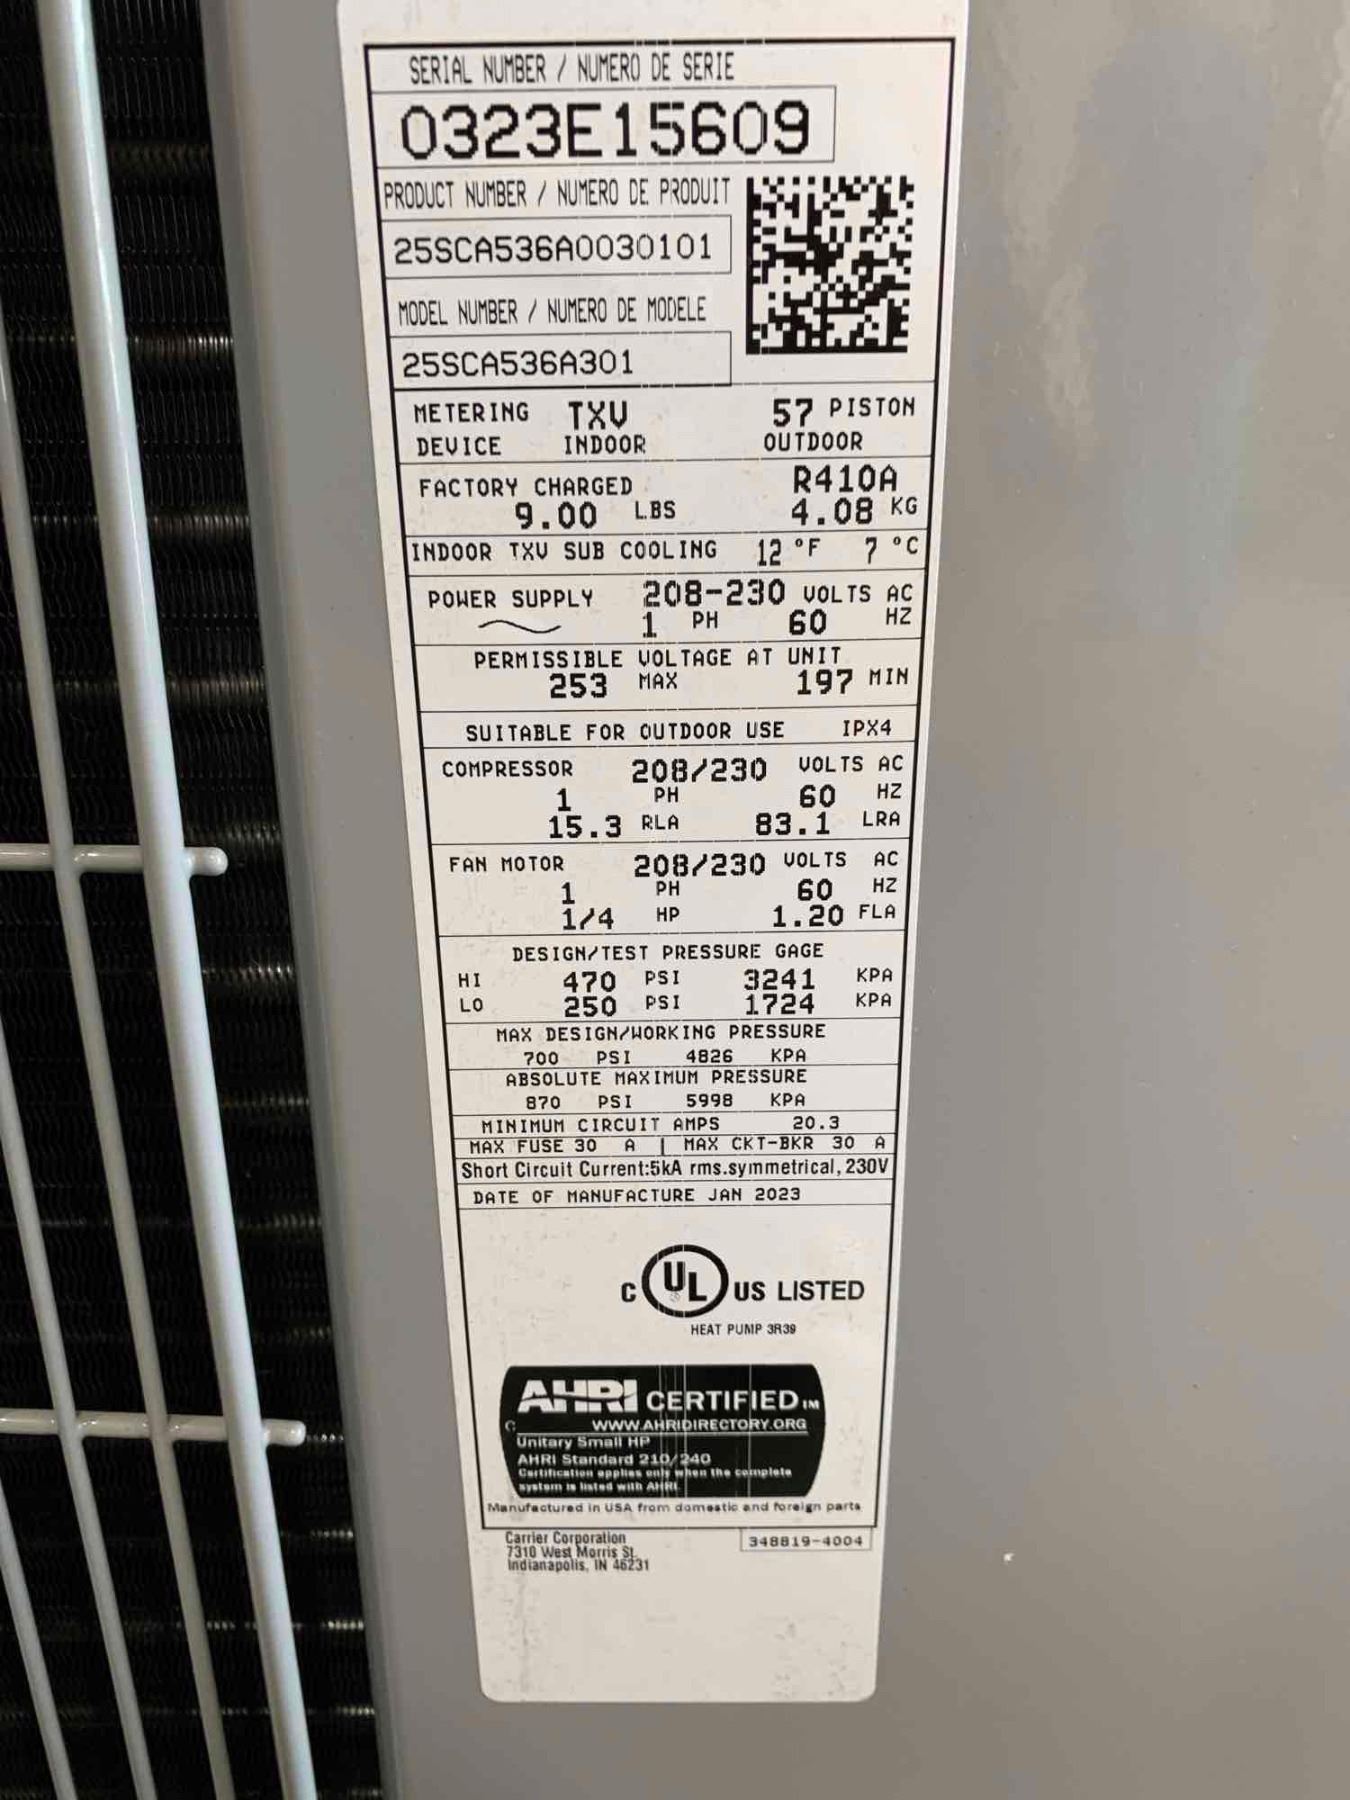 SERIAL NUMBER / NUMERO DE SERIE
0323E15609
PRODUCT NUMBER / NUMERO DE PRODUIT
25SCA536A0030101
MODEL NUMBER / NUMERO DE MODELE
25SCA536A301
METERING TXV 57 PISTON
DEVICE INDOOR OUTDOOR
FACTORY CHARGED R410A
9.00 LBS 4.08 KG
INDOOR TXV SUB COOLING 12 °F 7 °C
POWER SUPPLY 208-230 VOLTS AC
1 PH 60 HZ
PERMISSIBLE VOLTAGE AT UNIT
253 MAX 197 MIN
SUITABLE FOR OUTDOOR USE IPX4
COMPRESSOR 208/230 VOLTS AC
1 PH 60 HZ
15.3 RLA 83.1 LRA
FAN MOTOR 208/230 VOLTS AC
1 PH 60 HZ
1/4 HP 1.20 FLA
DESIGN/TEST PRESSURE GAGE
HI 470 PSI 3241 KPA
LO 250 PSI 1724 KPA
MAX DESIGN/WORKING PRESSURE
700 PSI 4826 KPA
ABSOLUTE MAXIMUM PRESSURE
870 PSI 5998 KPA
MINIMUM CIRCUIT AMPS 20.3
MAX FUSE 30 A | MAX CKT-BKR 30 A
Short Circuit Current:5kA rms.symmetrical, 230V
DATE OF MANUFACTURE JAN 2023
C UL US LISTED
HEAT PUMP 3R39
AHRI CERTIFIED TM
C WWW.AHRIDIRECTORY.ORG
Unitary Small HP
AHRI Standard 210/240
Certification applies only when the complete
system is listed with AHRI.
Manufactured in USA from domestic and foreign parts
Carrier Corporation 348819-4004
7310 West Morris St.
Indianapolis, IN 46231